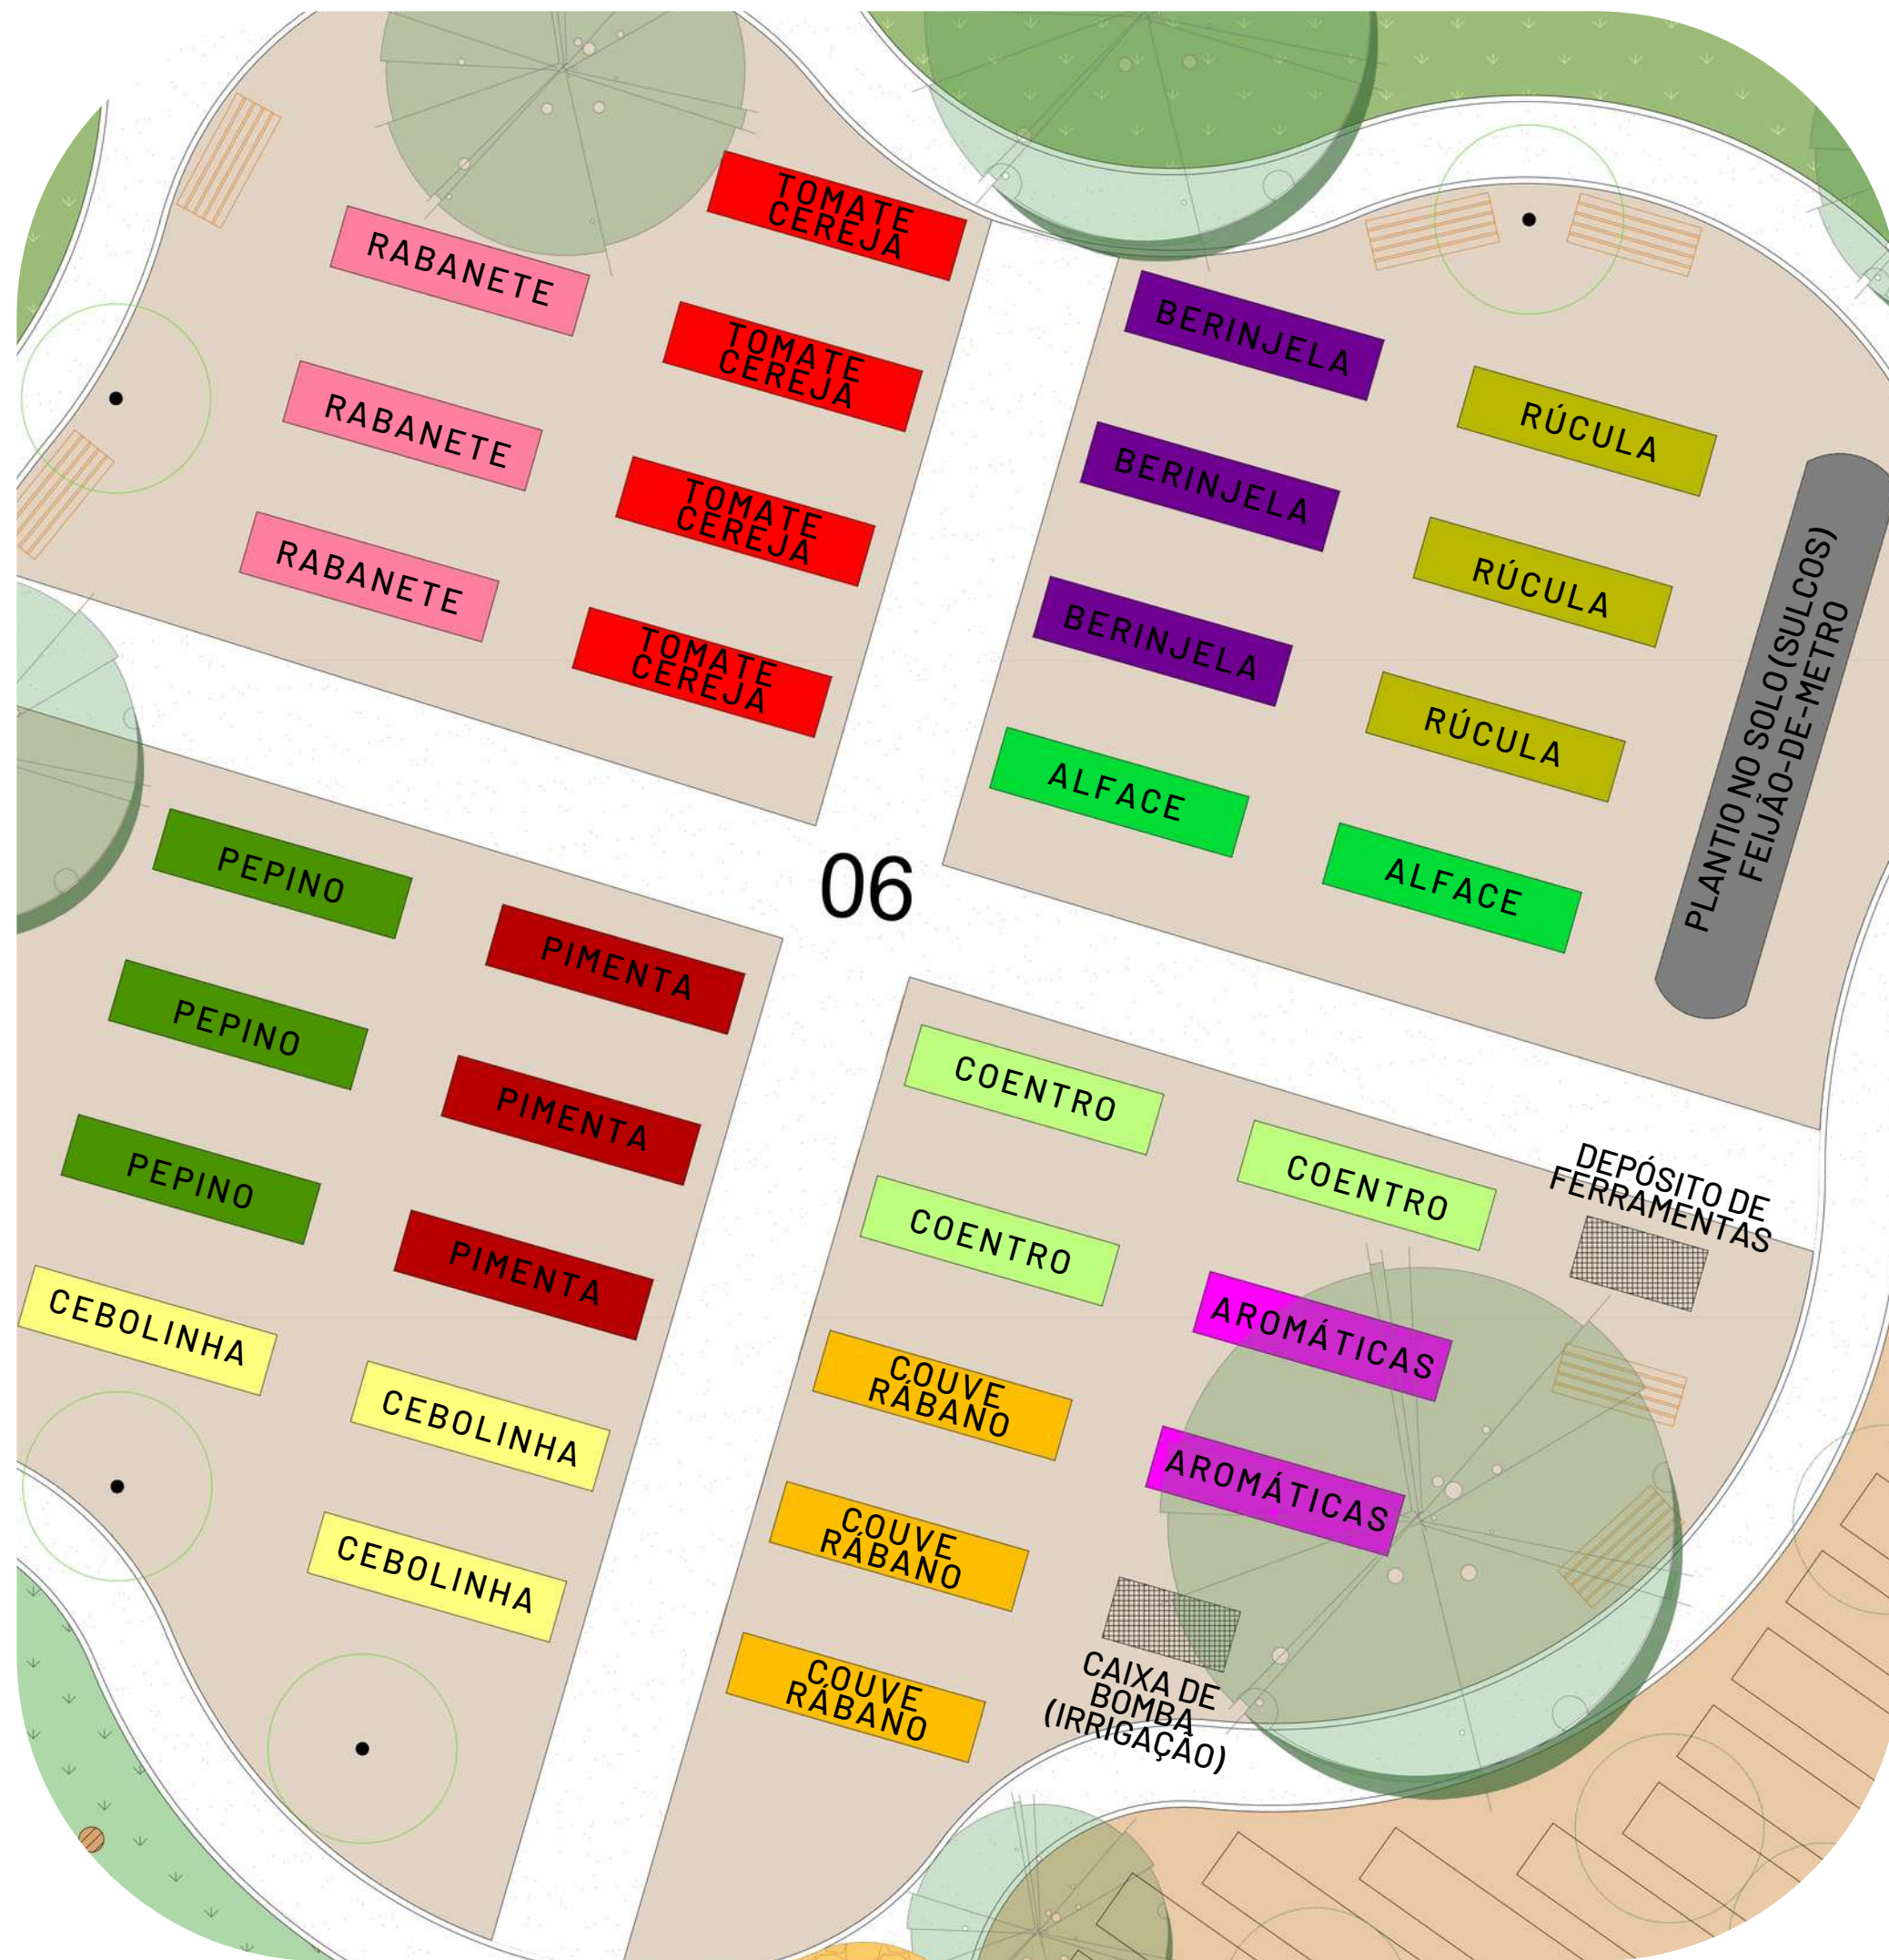 TOMATE
CEREJA
RABANETE
TOMATE
CEREJA
RABANETE
TOMATE
CEREJA
RABANETE
TOMATE
CEREJA
BERINJELA
RÚCULA
BERINJELA
RÚCULA
BERINJELA
RÚCULA
ALFACE
ALFACE
PLANTIO NO SOLO (SULCOS)
FEIJÃO-DE-METRO
06
PEPINO
PIMENTA
PEPINO
PIMENTA
PEPINO
PIMENTA
CEBOLINHA
CEBOLINHA
CEBOLINHA
COENTRO
COENTRO
COENTRO
DEPÓSITO DE
FERRAMENTAS
AROMÁTICAS
COUVE
RÁBANO
AROMÁTICAS
COUVE
RÁBANO
COUVE
RÁBANO
CAIXA DE
BOMBA
(IRRIGAÇÃO)